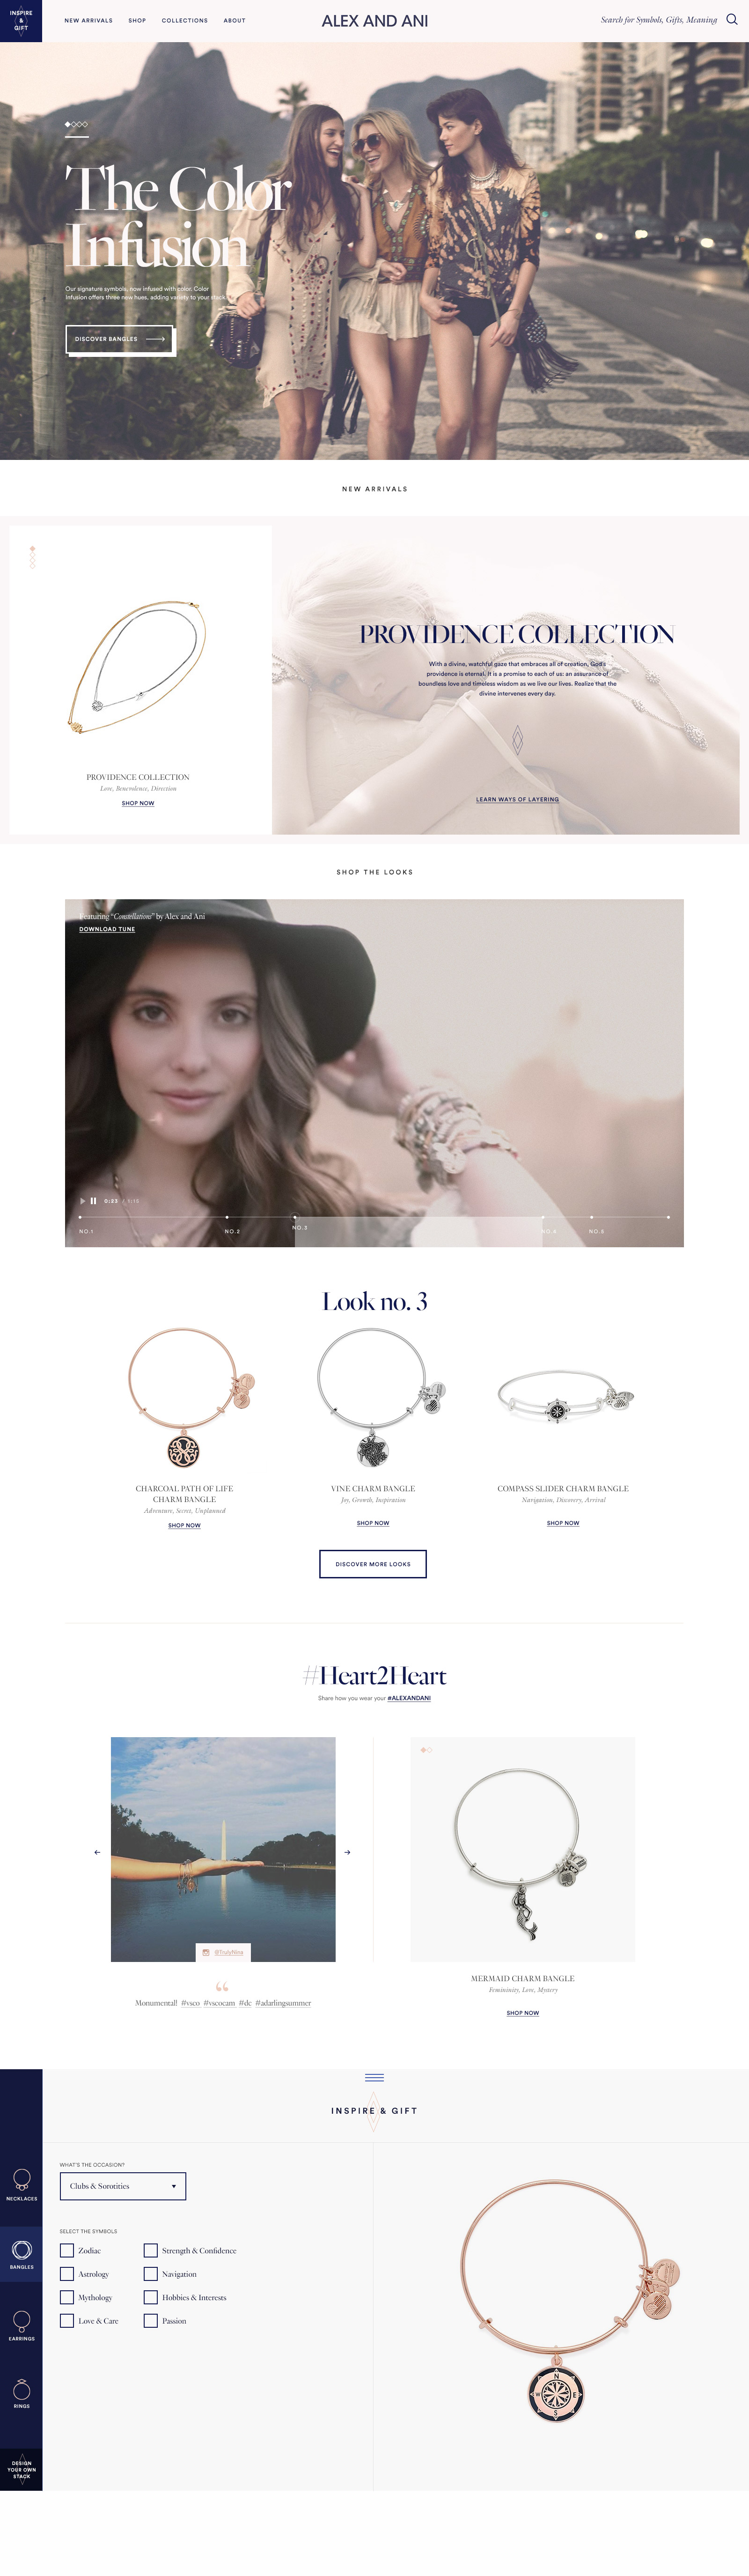 INSPIRE
&
GIFT
NEW ARRIVALS
SHOP
COLLECTIONS
ABOUT
ALEX AND ANI
Search for Symbols, Gifts, Meaning
The Color
Infusion
Our signature symbols, now infused with color. Color
Infusion offers three new hues, adding variety to your stack.
DISCOVER BANGLES
NEW ARRIVALS
PROVIDENCE COLLECTION
Love, Benevolence, Direction
SHOP NOW
PROVIDENCE COLLECTION
With a divine, watchful gaze that embraces all of creation, God's
providence is eternal. It is a promise to each of us: an assurance of
boundless love and timeless wisdom as we live our lives. Realize that the
divine intervenes every day.
LEARN WAYS OF LAYERING
SHOP THE LOOKS
Featuring "Constellations" by Alex and Ani
DOWNLOAD TUNE
0:53 / 1:15
NO.1
NO.2
NO.3
NO.4
NO.5
Look no. 3
CHARCOAL PATH OF LIFE
CHARM BANGLE
Adventure, Secret, Unplanned
SHOP NOW
VINE CHARM BANGLE
Joy, Growth, Inspiration
SHOP NOW
COMPASS SLIDER CHARM BANGLE
Navigation, Discovery, Arrival
SHOP NOW
DISCOVER MORE LOOKS
#Heart2Heart
Share how you wear your #ALEXANDANI
@TrulyNina
Monumental! #vsco #vscocam #dc #adarlingsummer
MERMAID CHARM BANGLE
Femininity, Love, Mystery
SHOP NOW
INSPIRE & GIFT
NECKLACES
BANGLES
EARRINGS
RINGS
DESIGN
YOUR OWN
STACK
WHAT'S THE OCCASION?
Clubs & Sorotities
SELECT THE SYMBOLS
Zodiac
Strength & Confidence
Astrology
Navigation
Mythology
Hobbies & Interests
Love & Care
Passion
N
W
E
S